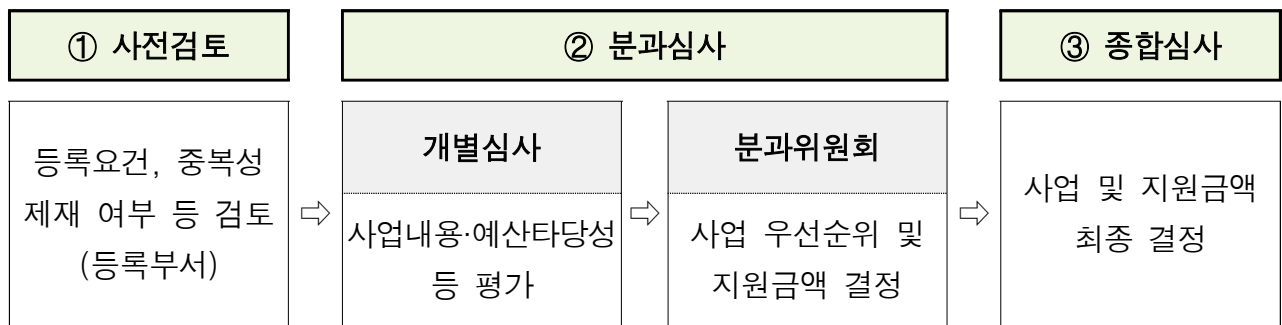 ① 사전검토
② 분과심사
③ 종합심사
등록요건, 중복성
제재 여부 등 검토
(등록부서)
⇨
개별심사
사업내용·예산타당성
등 평가
⇨
분과위원회
사업 우선순위 및
지원금액 결정
⇨
사업 및 지원금액
최종 결정